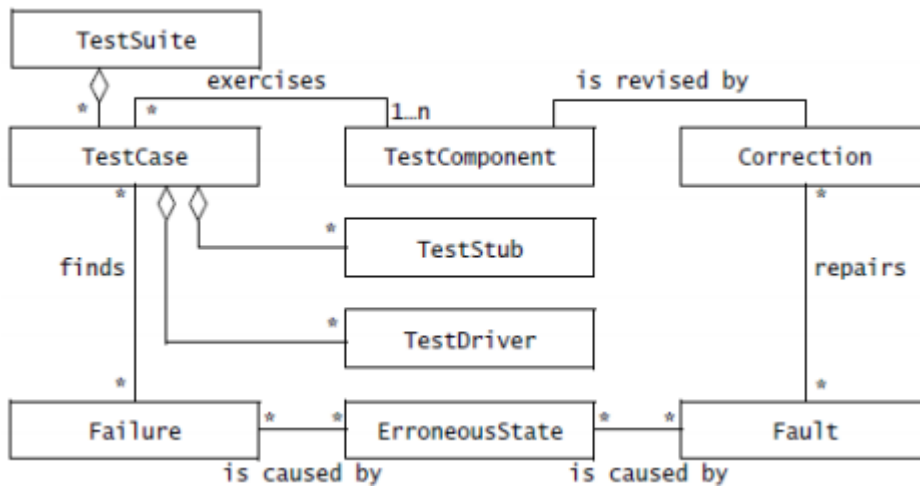 TestSuite
exercises
is revised by
*
*
1…n
TestCase
TestComponent
Correction
*
*
*
TestStub
finds
repairs
*
TestDriver
*
*
Failure
*
*
ErroneousState
*
*
Fault
is caused by
is caused by